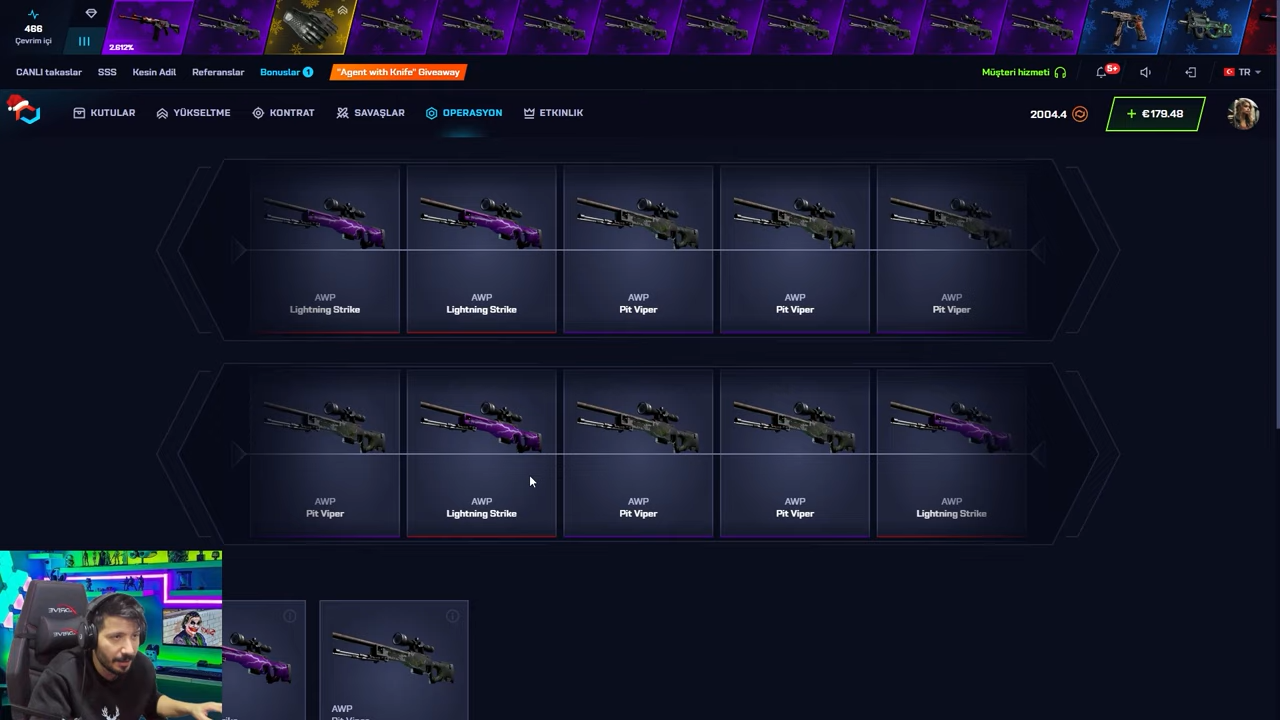 466
Çevrim içi
2.612%
CANLI takaslar
SSS
Kesin Adil
Referanslar
Bonuslar 1
"Agent with Knife" Giveaway
Müşteri hizmeti
5+
TR
KUTULAR
YÜKSELTME
KONTRAT
SAVAŞLAR
OPERASYON
ETKINLIK
2004.4
+ €179.48
AWP
Lightning Strike
AWP
Lightning Strike
AWP
Pit Viper
AWP
Pit Viper
AWP
Pit Viper
AWP
Pit Viper
AWP
Lightning Strike
AWP
Pit Viper
AWP
Pit Viper
AWP
Lightning Strike
AWP